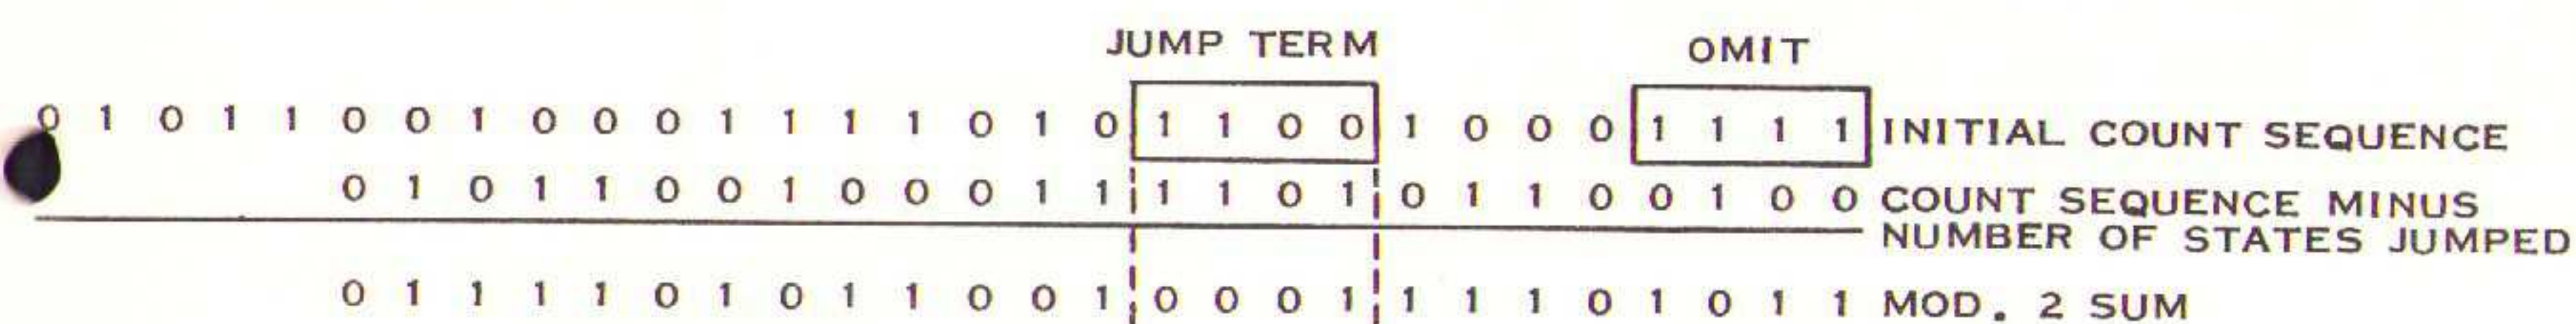 JUMP TERM OMIT
0 1 0 1 1 0 0 1 0 0 0 1 1 1 1 0 1 0 1 1 0 0 1 0 0 0 1 1 1 1 INITIAL COUNT SEQUENCE
0 1 0 1 1 0 0 1 0 0 0 1 1 1 1 0 1 0 1 1 0 0 1 0 0 COUNT SEQUENCE MINUS
NUMBER OF STATES JUMPED
0 1 1 1 1 0 1 0 1 1 0 0 1 0 0 0 1 1 1 1 0 1 0 1 1 MOD. 2 SUM